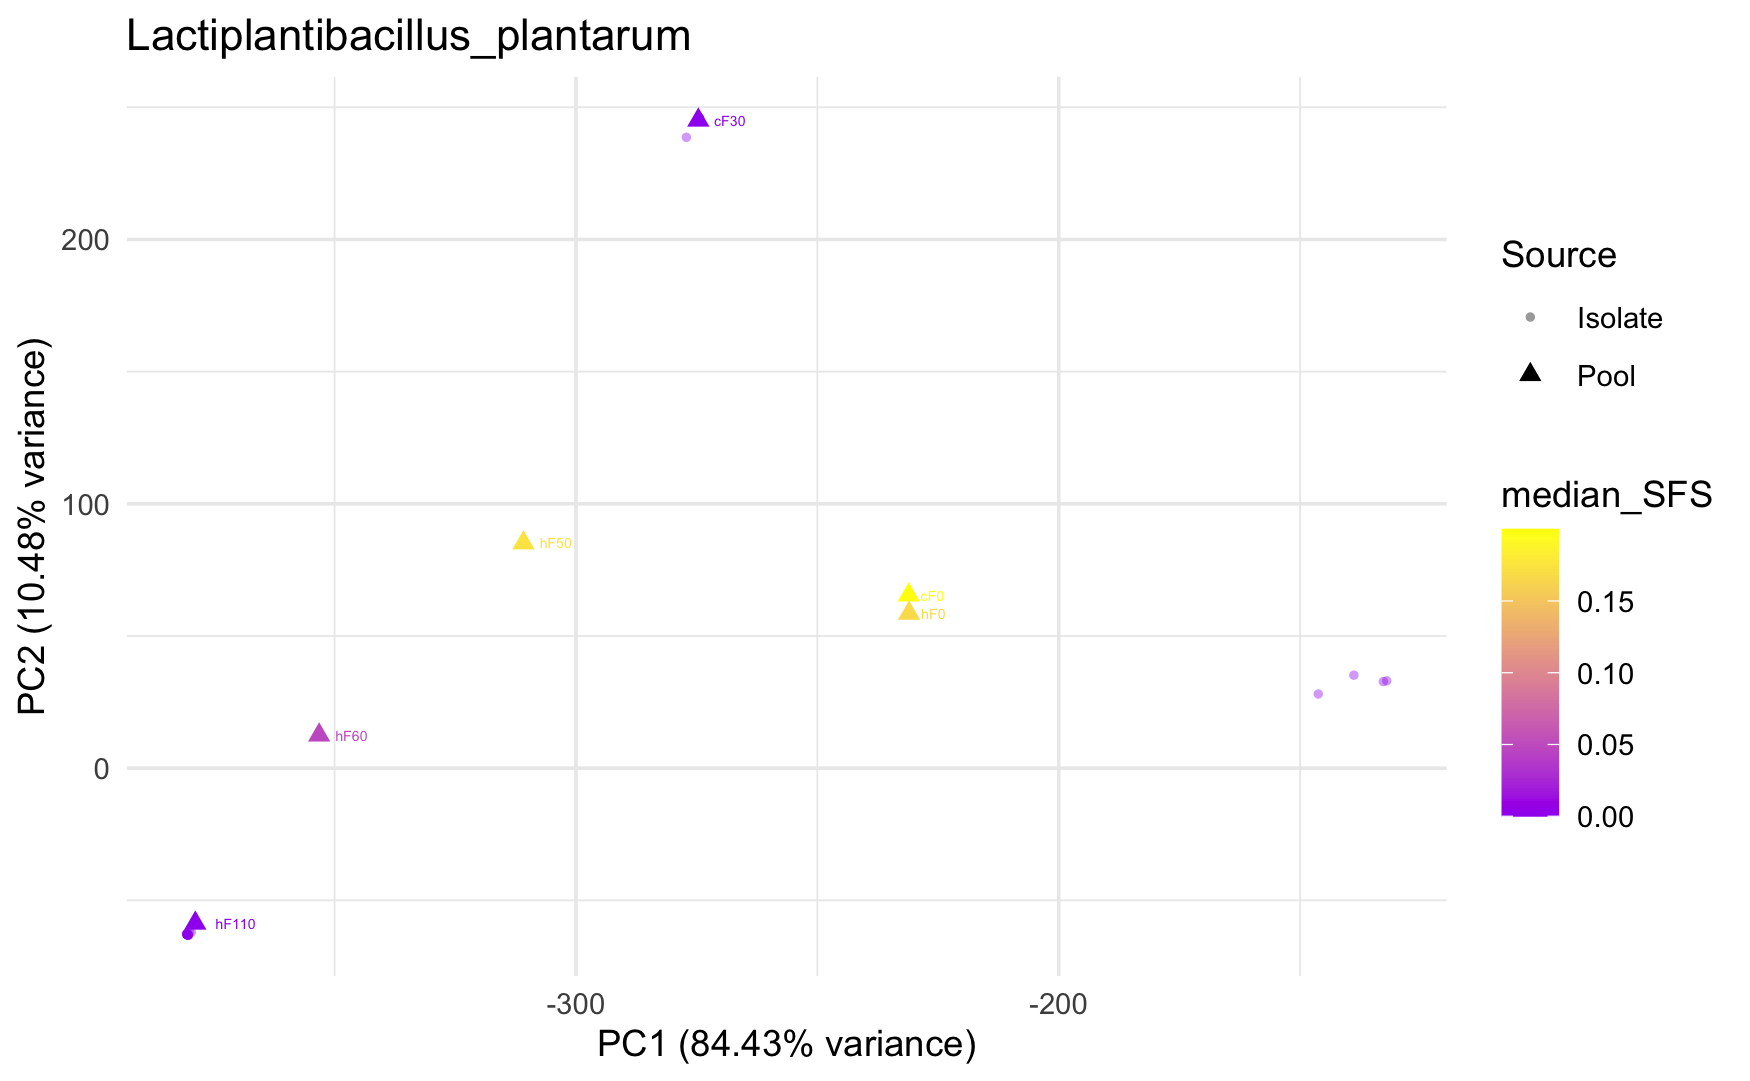 Lactiplantibacillus_plantarum
cF30
200
hF50
cF0
hF0
100
hF60
0
hF110
-300
-200
PC1 (84.43% variance)
PC2 (10.48% variance)
Source
Isolate
Pool
median_SFS
0.15
0.10
0.05
0.00